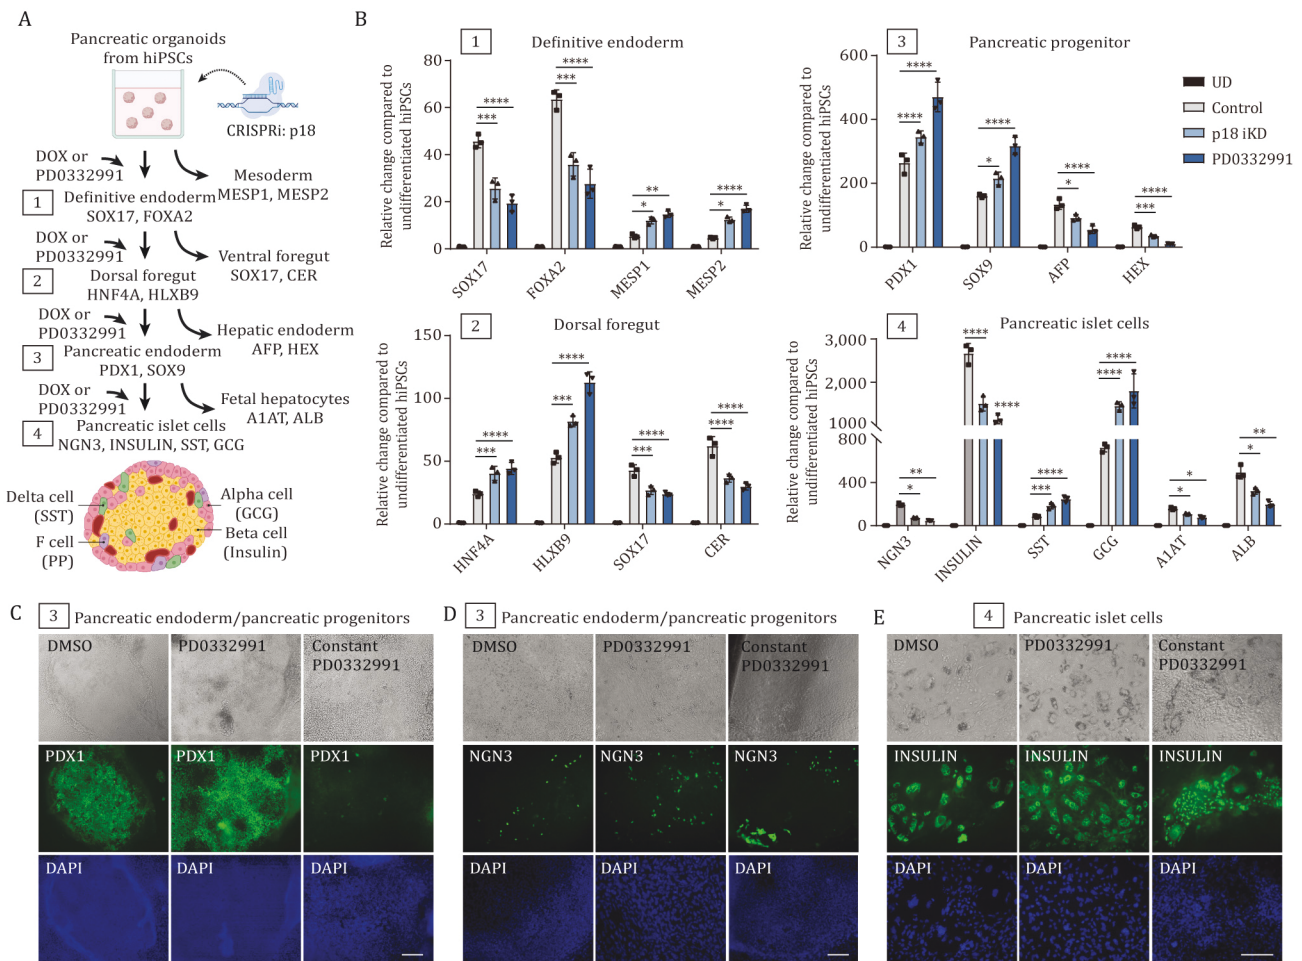 A
Pancreatic organoids
from hiPSCs
CRISPRi: p18
DOX or
PD0332991
Mesoderm
MESP1, MESP2
1
Definitive endoderm
SOX17, FOXA2
DOX or
PD0332991
Ventral foregut
SOX17, CER
2
Dorsal foregut
HNF4A, HLXB9
DOX or
PD0332991
Hepatic endoderm
AFP, HEX
3
Pancreatic endoderm
PDX1, SOX9
DOX or
PD0332991
Fetal hepatocytes
A1AT, ALB
4
Pancreatic islet cells
NGN3, INSULIN, SST, GCG
Delta cell
(SST)
Alpha cell
(GCG)
F cell
(PP)
Beta cell
(Insulin)
B
1
Definitive endoderm
Relative change compared to
undifferentiated hiPSCs
80
60
40
20
0
**** *** **** *** ** * **** *
SOX17 FOXA2 MESP1 MESP2
3
Pancreatic progenitor
Relative change compared to
undifferentiated hiPSCs
600
400
200
0
**** **** **** * **** * **** ***
PDX1 SOX9 AFP HEX
UD
Control
p18 iKD
PD0332991
2
Dorsal foregut
Relative change compared to
undifferentiated hiPSCs
150
100
50
0
**** *** **** *** **** *** **** ****
HNF4A HLXB9 SOX17 CER
4
Pancreatic islet cells
Relative change compared to
undifferentiated hiPSCs
3,000
2,000
1000
800
400
0
** * **** **** **** *** **** **** * * ** *
NGN3 INSULIN SST GCG A1AT ALB
C
3
Pancreatic endoderm/pancreatic progenitors
DMSO
PD0332991
Constant
PD0332991
PDX1
PDX1
PDX1
DAPI
DAPI
DAPI
D
3
Pancreatic endoderm/pancreatic progenitors
DMSO
PD0332991
Constant
PD0332991
NGN3
NGN3
NGN3
DAPI
DAPI
DAPI
E
4
Pancreatic islet cells
DMSO
PD0332991
Constant
PD0332991
INSULIN
INSULIN
INSULIN
DAPI
DAPI
DAPI